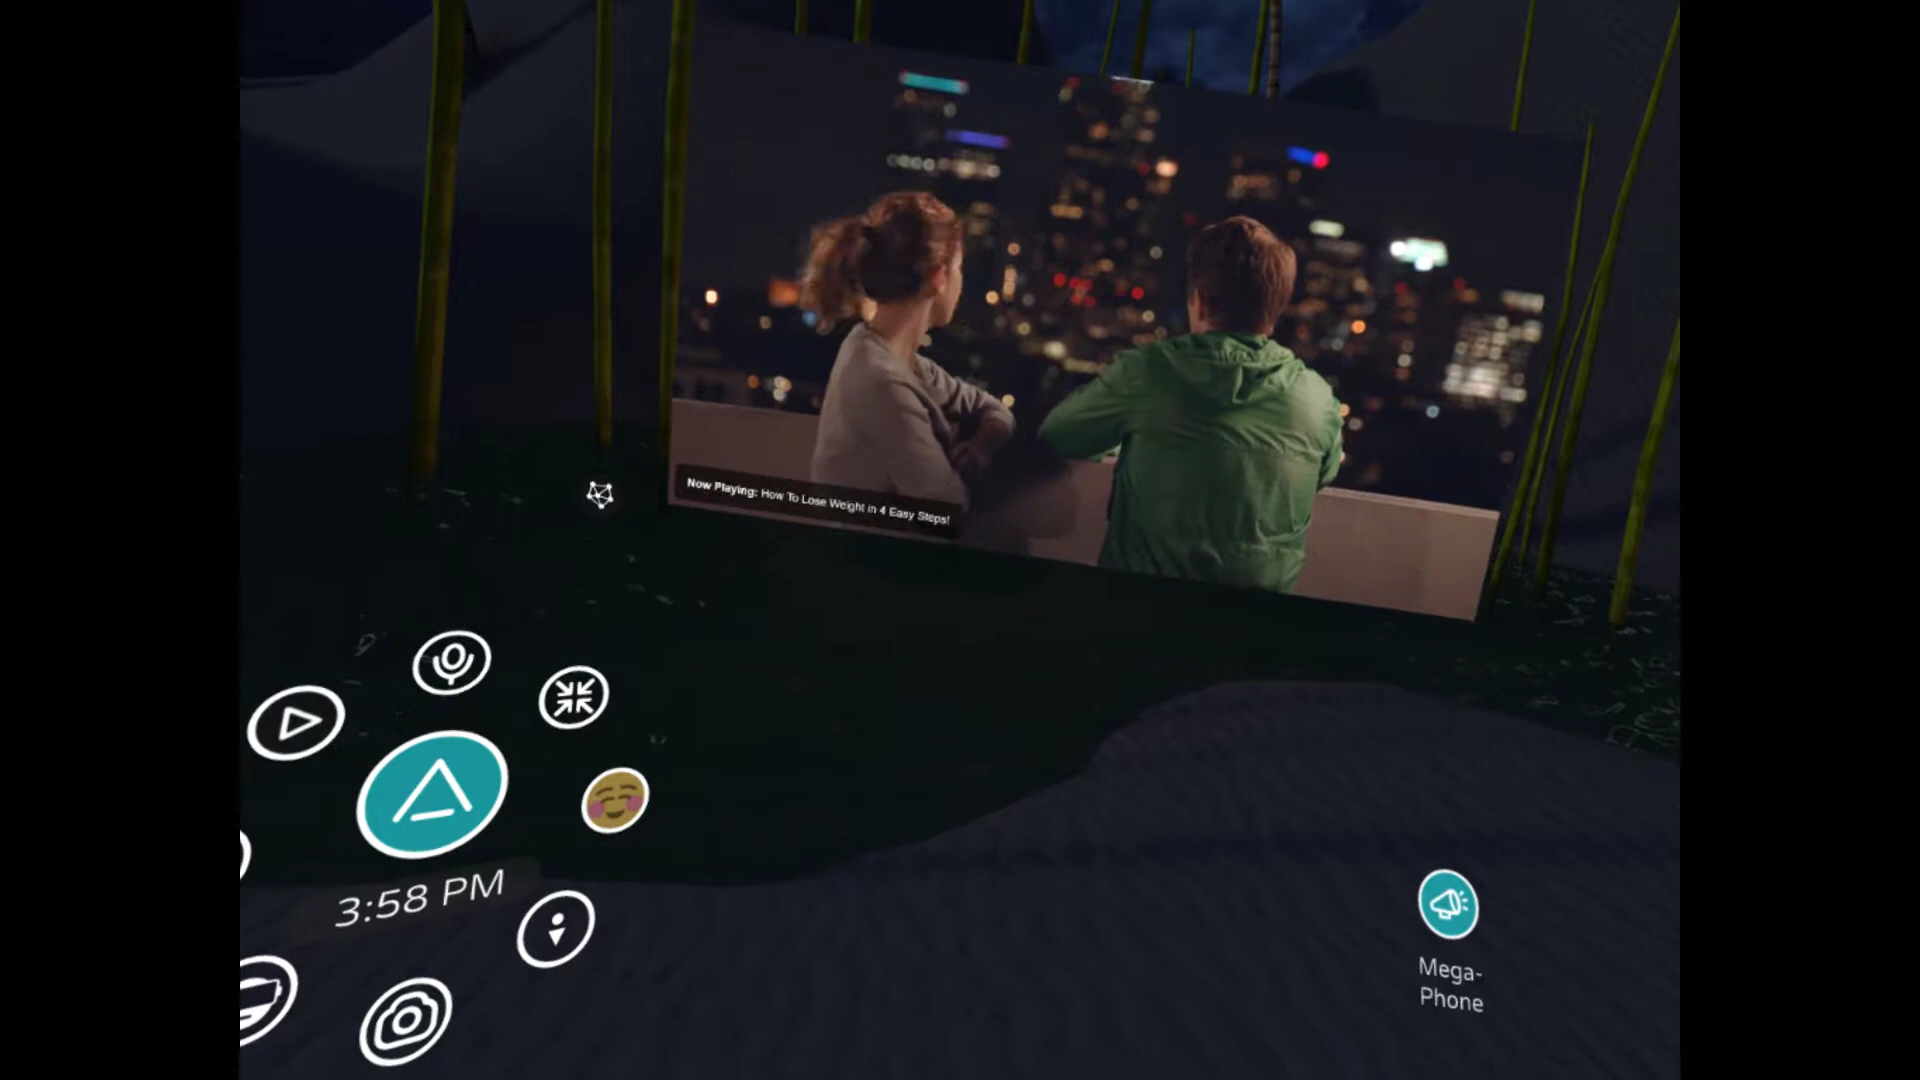 Now Playing: How To Lose Weight in 4 Easy Steps!
3:58 PM
Mega-
Phone